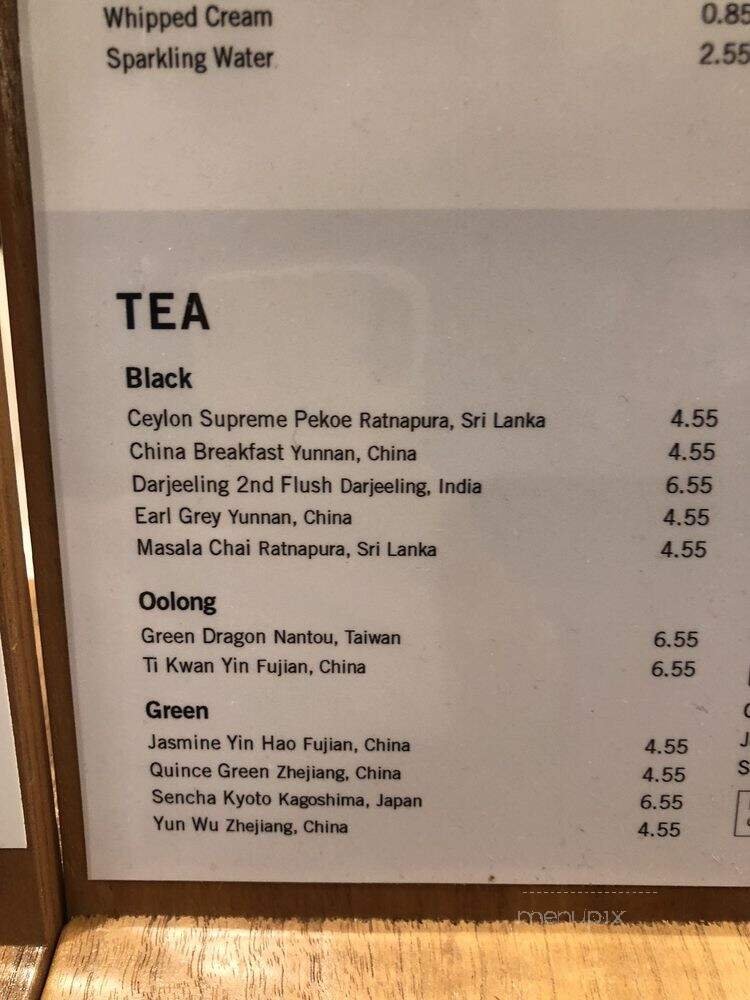 Whipped Cream 0.85
Sparkling Water 2.55
TEA
Black
Ceylon Supreme Pekoe Ratnapura, Sri Lanka 4.55
China Breakfast Yunnan, China 4.55
Darjeeling 2nd Flush Darjeeling, India 6.55
Earl Grey Yunnan, China 4.55
Masala Chai Ratnapura, Sri Lanka 4.55
Oolong
Green Dragon Nantou, Taiwan 6.55
Ti Kwan Yin Fujian, China 6.55
Green
Jasmine Yin Hao Fujian, China 4.55
Quince Green Zhejiang, China 4.55
Sencha Kyoto Kagoshima, Japan 6.55
Yun Wu Zhejiang, China 4.55
menupix